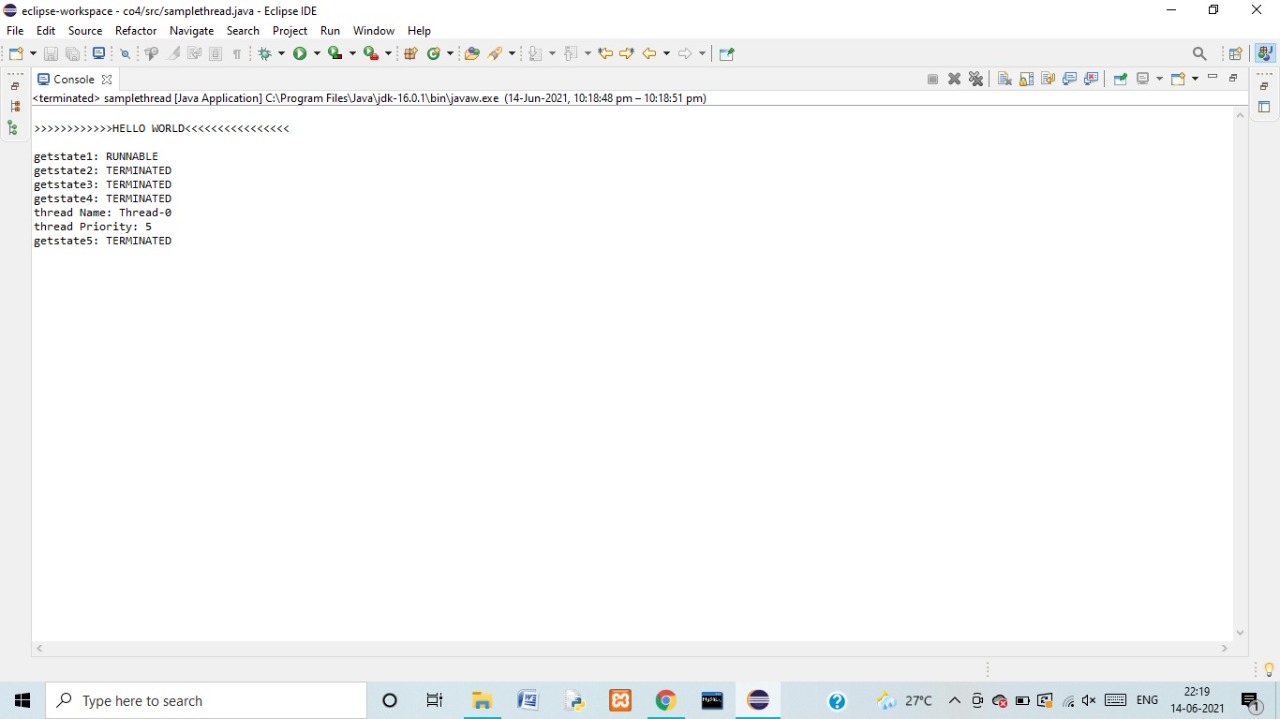 eclipse-workspace - co4/src/samplethread.java - Eclipse IDE
File Edit Source Refactor Navigate Search Project Run Window Help
Console
<terminated> samplethread [Java Application] C:\Program Files\Java\jdk-16.0.1\bin\javaw.exe (14-Jun-2021, 10:18:48 pm – 10:18:51 pm)
>>>>>>>>>>>>HELLO WORLD<<<<<<<<<<<<<<<<
getstate1: RUNNABLE
getstate2: TERMINATED
getstate3: TERMINATED
getstate4: TERMINATED
thread Name: Thread-0
thread Priority: 5
getstate5: TERMINATED
Type here to search
27°C
ENG
22:19
14-06-2021
1